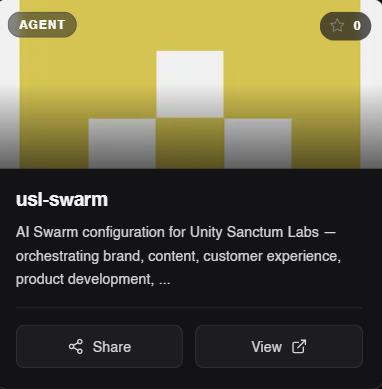 AGENT
0
usl-swarm
AI Swarm configuration for Unity Sanctum Labs —
orchestrating brand, content, customer experience,
product development, ...
Share
View